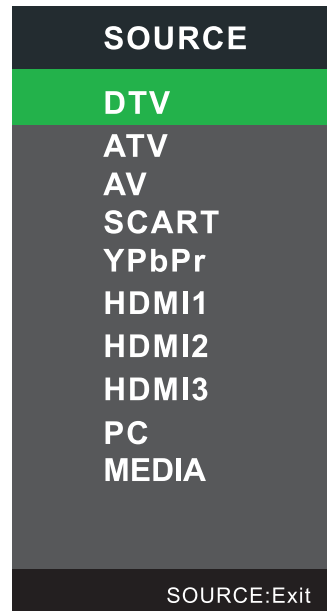 SOURCE
DTV
ATV
AV
SCART
YPbPr
HDMI1
HDMI2
HDMI3
PC
MEDIA
SOURCE:Exit